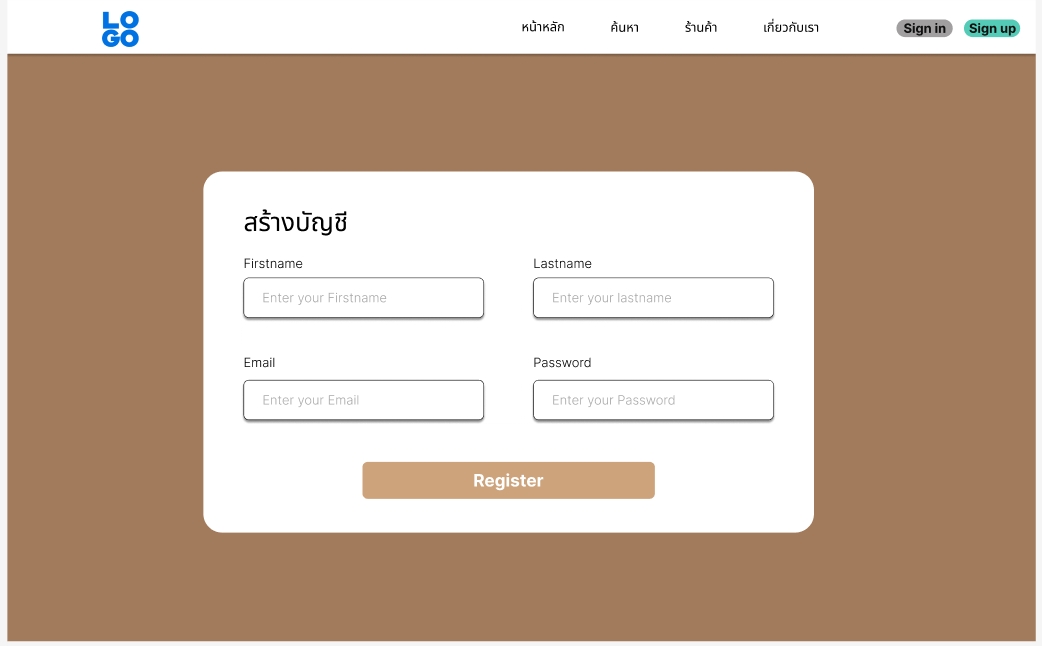 LO
GO
หน้าหลัก ค้นหา ร้านค้า เกี่ยวกับเรา Sign in Sign up
สร้างบัญชี
Firstname Lastname
Enter your Firstname Enter your lastname
Email Password
Enter your Email Enter your Password
Register